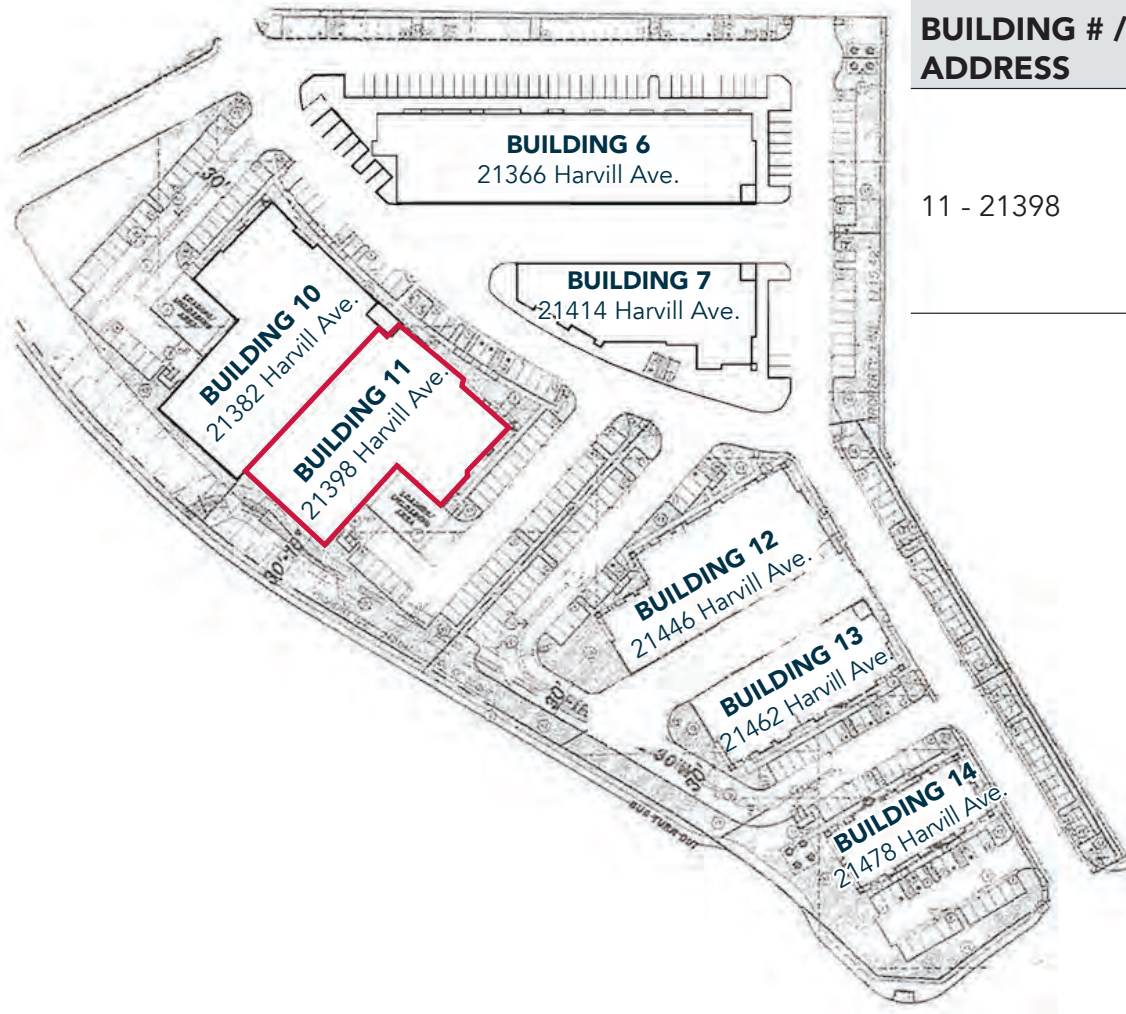 BUILDING # /
ADDRESS
11 - 21398
BUILDING 6
21366 Harvill Ave.
BUILDING 7
21414 Harvill Ave.
BUILDING 10
21382 Harvill Ave.
BUILDING 11
21398 Harvill Ave.
BUILDING 12
21446 Harvill Ave.
BUILDING 13
21462 Harvill Ave.
BUILDING 14
21478 Harvill Ave.
30'
BUS TURN OUT